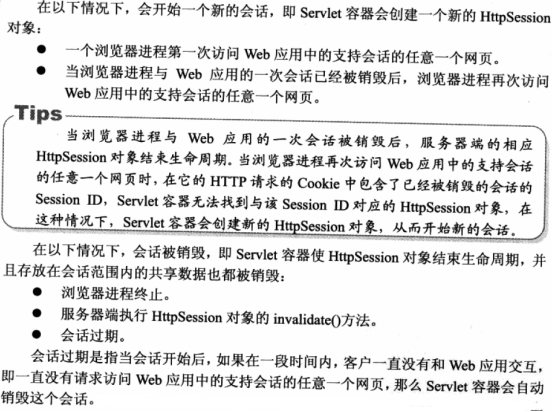 在以下情况下，会开始一个新的会话，即 Servlet 容器会创建一个新的 HttpSession
对象：
● 一个浏览器进程第一次访问 Web 应用中的支持会话的任意一个网页。
● 当浏览器进程与 Web 应用的一次会话已经被销毁后，浏览器进程再次访问
Web 应用中的支持会话的任意一个网页。
Tips
当浏览器进程与 Web 应用的一次会话被销毁后，服务器端的相应
HttpSession 对象结束生命周期。当浏览器进程再次访问 Web 应用中的支持会话
的任意一个网页时，在它的 HTTP 请求的 Cookie 中包含了已经被销毁的会话的
Session ID，Servlet 容器无法找到与该 Session ID 对应的 HttpSession 对象，在
这种情况下，Servlet 容器会创建新的 HttpSession 对象，从而开始新的会话。
在以下情况下，会话被销毁，即 Servlet 容器使 HttpSession 对象结束生命周期，并
且存放在会话范围内的共享数据也都被销毁：
● 浏览器进程终止。
● 服务器端执行 HttpSession 对象的 invalidate()方法。
● 会话过期。
会话过期是指当会话开始后，如果在一段时间内，客户一直没有和 Web 应用交互，
即一直没有请求访问 Web 应用中的支持会话的任意一个网页，那么 Servlet 容器会自动
销毁这个会话。